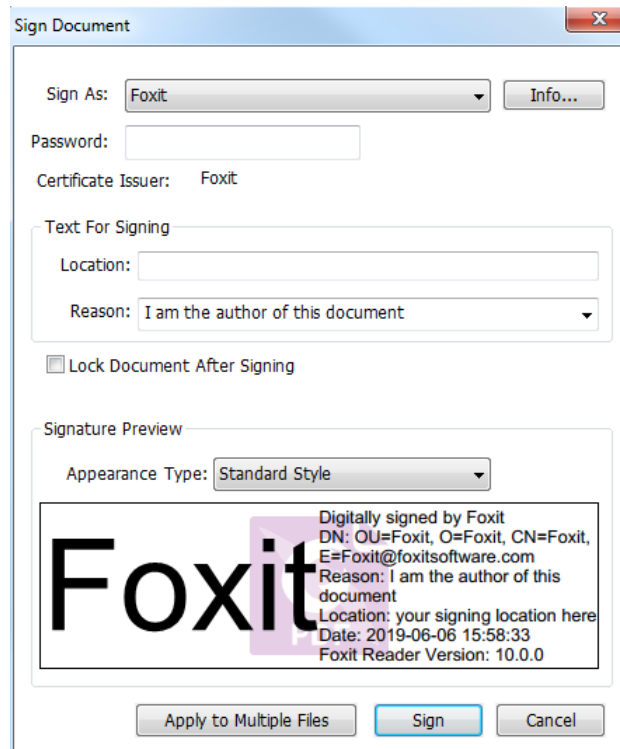 Sign Document
Sign As: Foxit Info...
Password:
Certificate Issuer: Foxit
Text For Signing
Location:
Reason: I am the author of this document
Lock Document After Signing
Signature Preview
Appearance Type: Standard Style
Foxit
PDF
Digitally signed by Foxit
DN: OU=Foxit, O=Foxit, CN=Foxit,
E=Foxit@foxitsoftware.com
Reason: I am the author of this
document
Location: your signing location here
Date: 2019-06-06 15:58:33
Foxit Reader Version: 10.0.0
Apply to Multiple Files Sign Cancel